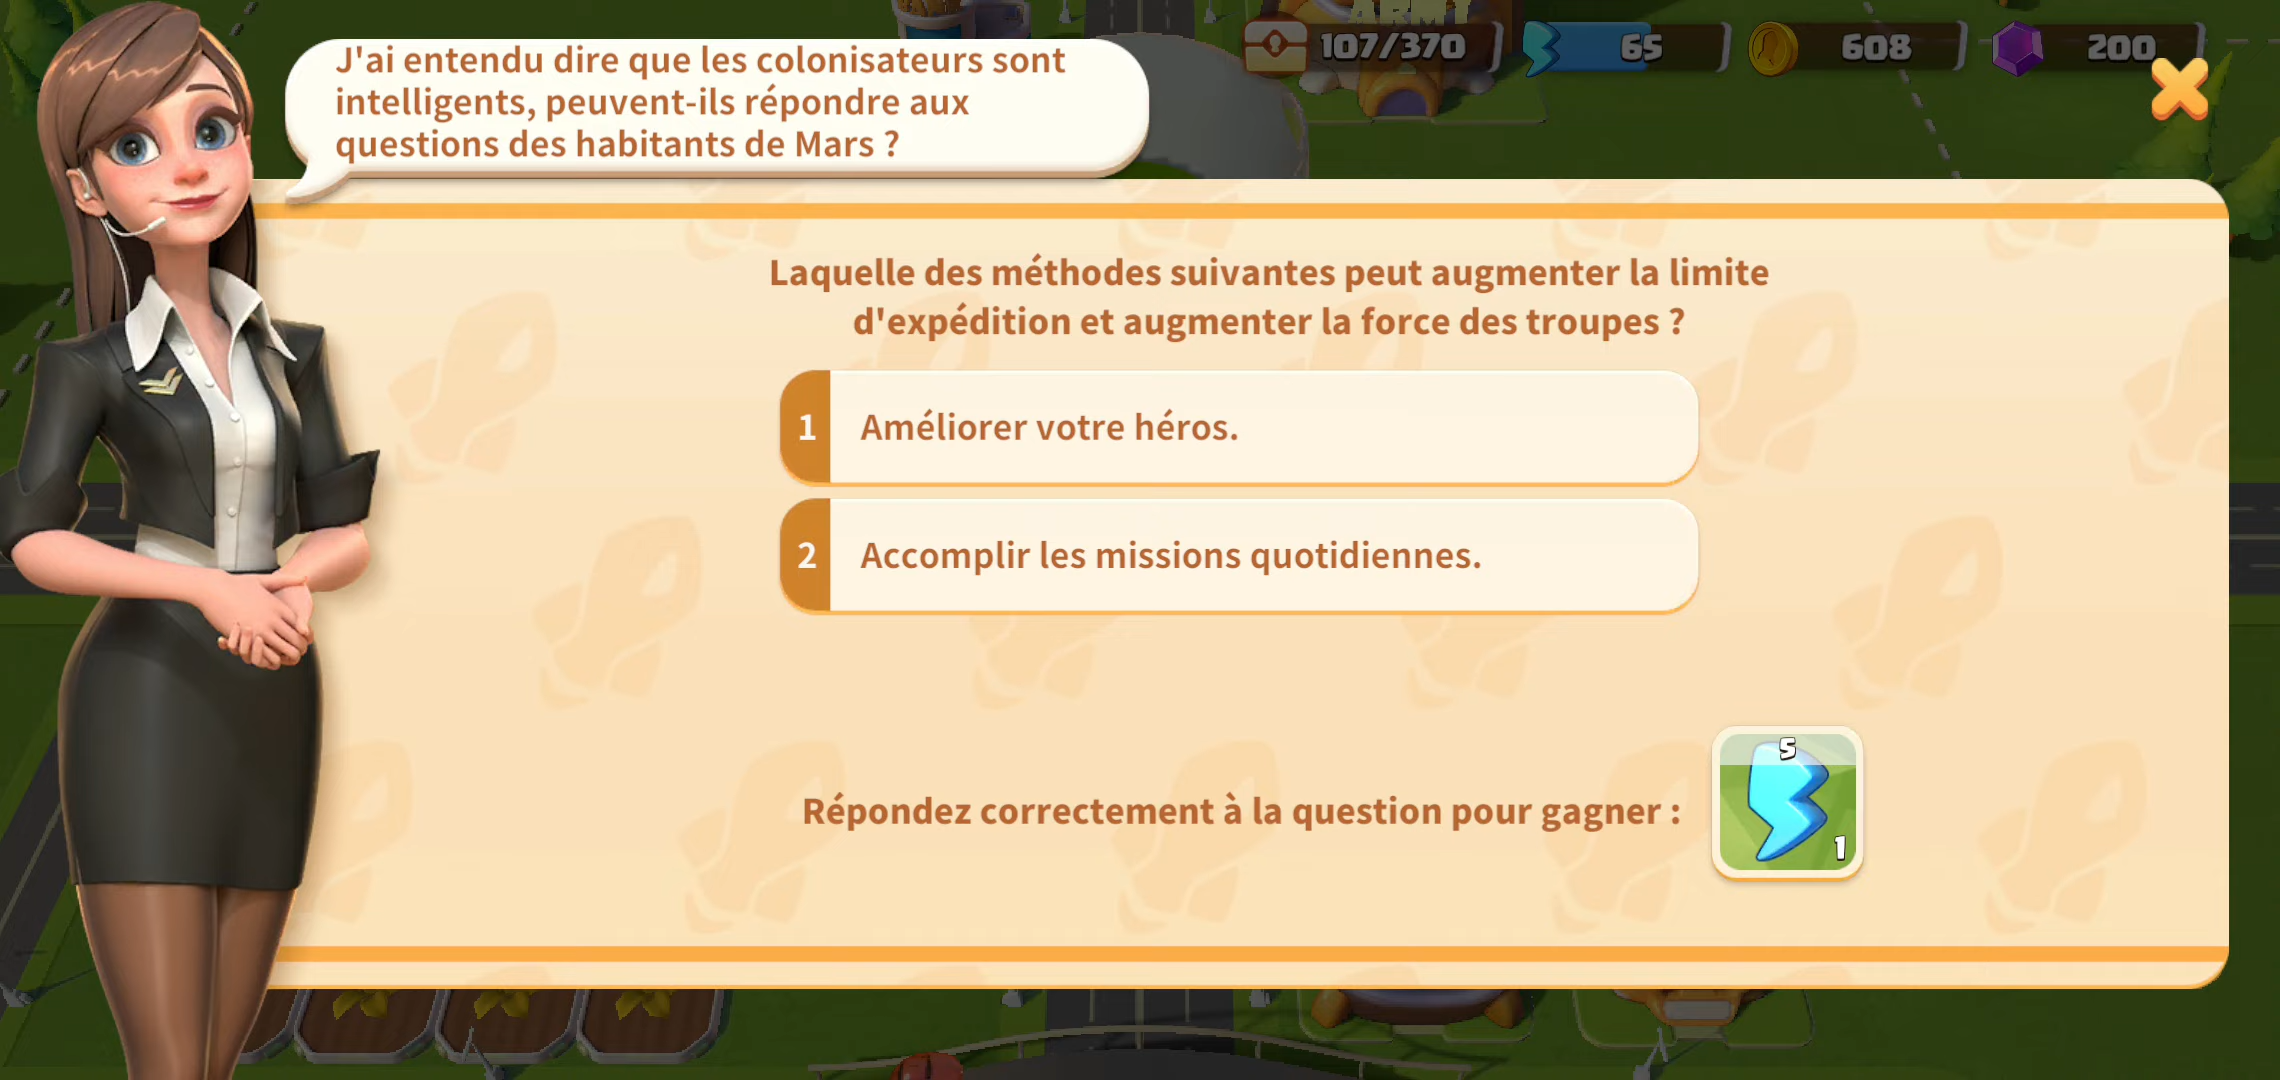 ARMY
107/370
65
608
200
J'ai entendu dire que les colonisateurs sont
intelligents, peuvent-ils répondre aux
questions des habitants de Mars ?
Laquelle des méthodes suivantes peut augmenter la limite
d'expédition et augmenter la force des troupes ?
1 Améliorer votre héros.
2 Accomplir les missions quotidiennes.
Répondez correctement à la question pour gagner :
5
1